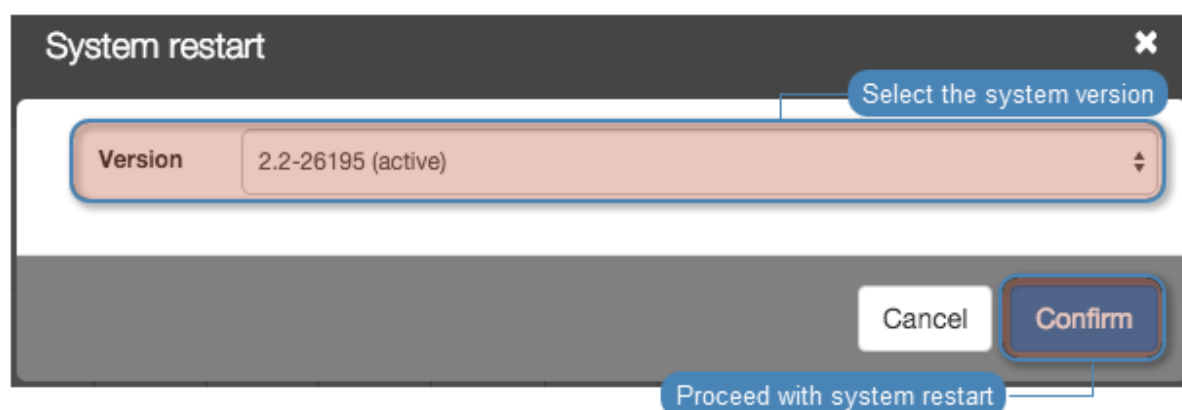 System restart
Select the system version
Version 2.2-26195 (active)
Cancel Confirm
Proceed with system restart